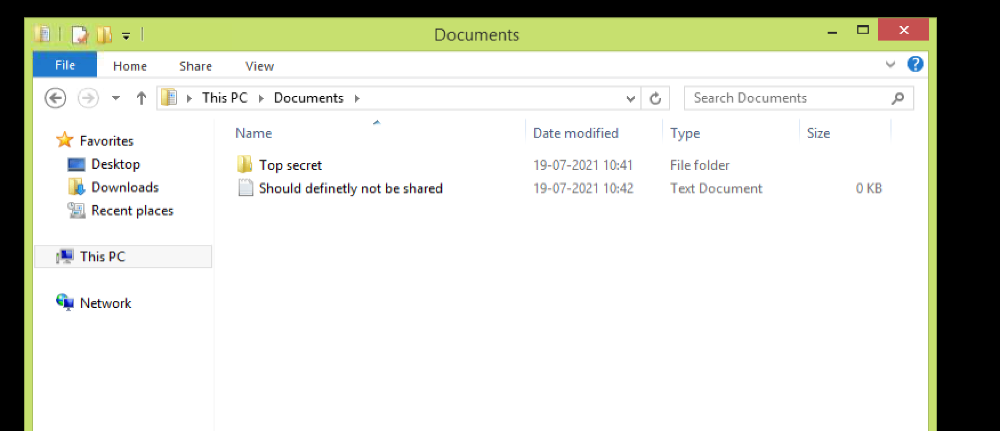 Documents
File Home Share View
This PC Documents Search Documents
Name Date modified Type Size
Favorites
Desktop
Downloads
Recent places
This PC
Network
Top secret 19-07-2021 10:41 File folder
Should definetly not be shared 19-07-2021 10:42 Text Document 0 KB